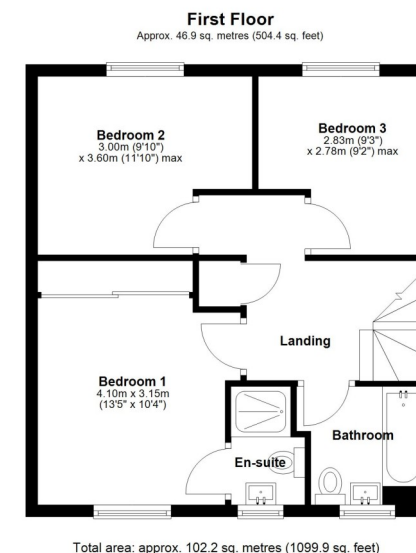 First Floor
Approx. 46.9 sq. metres (504.4 sq. feet)
Bedroom 2
3.00m (9'10")
x 3.60m (11'10") max
Bedroom 3
2.83m (9'3")
x 2.78m (9'2") max
Landing
Bedroom 1
4.10m x 3.15m
(13'5" x 10'4")
Bathroom
En-suite
Total area: approx. 102.2 sq. metres (1099.9 sq. feet)